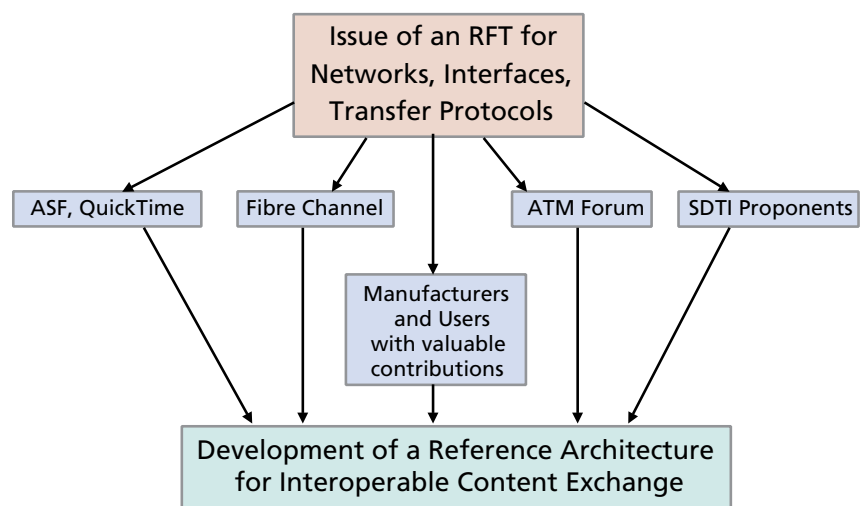 Issue of an RFT for
Networks, Interfaces,
Transfer Protocols
ASF, QuickTime
Fibre Channel
ATM Forum
SDTI Proponents
Manufacturers
and Users
with valuable
contributions
Development of a Reference Architecture
for Interoperable Content Exchange